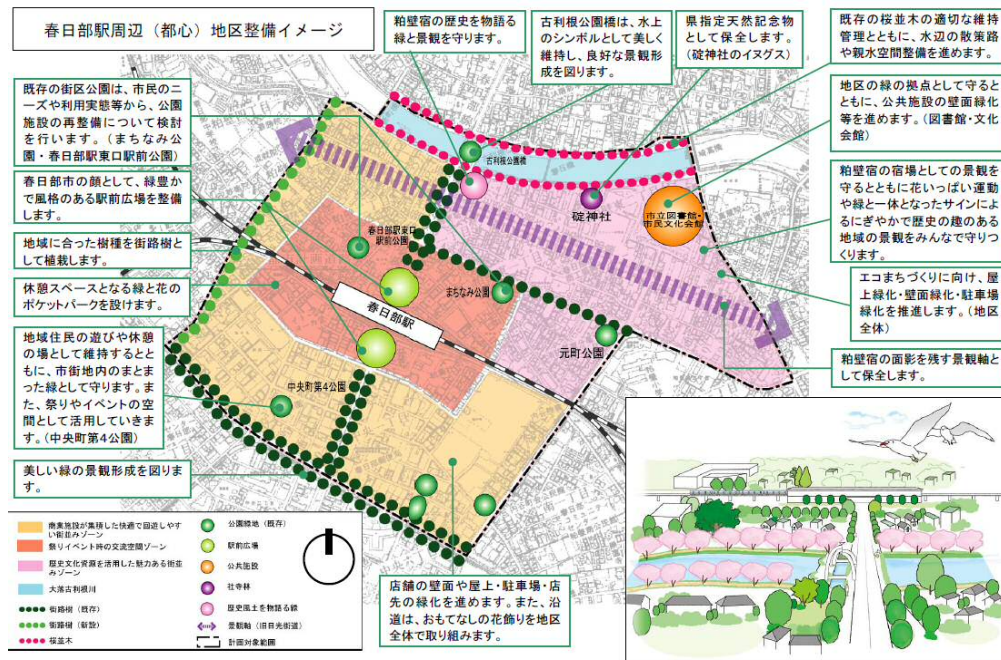 春日部駅周辺（都心）地区整備イメージ
粕壁宿の歴史を物語る
緑と景観を守ります。
古利根公園橋は、水上
のシンボルとして美しく
維持し、良好な景観形
成を図ります。
県指定天然記念物
として保全します。
（碇神社のイヌグス）
既存の桜並木の適切な維持
管理とともに、水辺の散策路
や親水空間整備を進めます。
既存の街区公園は、市民のニ
ーズや利用実態等から、公園
施設の再整備について検討
を行います。（まちなみ公
園・春日部駅東口駅前公園）
地区の緑の拠点として守ると
ともに、公共施設の壁面緑化
等を進めます。（図書館・文化
会館）
春日部市の顔として、緑豊か
で風格のある駅前広場を整備
します。
粕壁宿の宿場としての景観を
守るとともに花いっぱい運動
や緑と一体となったサインによ
るにぎやかで歴史の趣のある
地域の景観をみんなで守りつ
くります。
地域に合った樹種を街路樹と
して植栽します。
休憩スペースとなる緑と花の
ポケットパークを設けます。
エコまちづくりに向け、屋
上緑化・壁面緑化・駐車場
緑化を推進します。（地区
全体）
地域住民の遊びや休憩
の場として維持するとと
もに、市街地内のまとま
った緑として守ります。ま
た、祭りやイベントの空
間として活用していきま
す。（中央町第4公園）
粕壁宿の面影を残す景観軸と
して保全します。
美しい緑の景観形成を図りま
す。
店舗の壁面や屋上・駐車場・店
先の緑化を進めます。また、沿
道は、おもてなしの花飾りを地区
全体で取り組みます。
古利根公園橋
碇神社
市立図書館・
市民文化会館
春日部駅東口
駅前公園
まちなみ公園
春日部駅
元町公園
中央町第4公園
商業施設が集積した快適で回遊しやす
い街並みゾーン
祭りイベント時の交流空間ゾーン
歴史文化資源を活用した魅力ある街並
みゾーン
大落古利根川
街路樹（既存）
街路樹（新設）
桜並木
公園緑地（既存）
駅前広場
公共施設
社寺林
歴史風土を物語る緑
景観軸（旧日光街道）
計画対象範囲